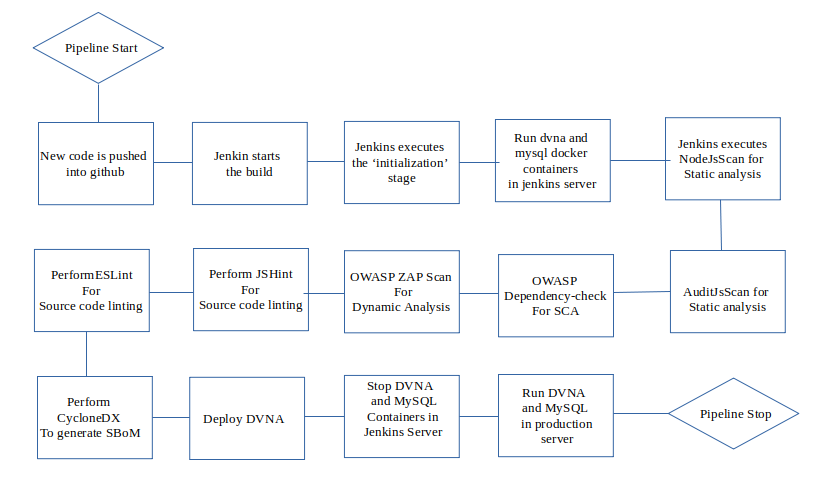 Pipeline Start
New code is pushed
into github
Jenkin starts
the build
Jenkins executes
the ‘initialization’
stage
Run dvna and
mysql docker
containers
in jenkins server
Jenkins executes
NodeJsScan for
Static analysis
PerformESLint
For
Source code linting
Perform JSHint
For
Source code linting
OWASP ZAP Scan
For
Dynamic Analysis
OWASP
Dependency-check
For SCA
AuditJsScan for
Static analysis
Perform
CycloneDX
To generate SBoM
Deploy DVNA
Stop DVNA
and MySQL
Containers in
Jenkins Server
Run DVNA
and MySQL
in production
server
Pipeline Stop